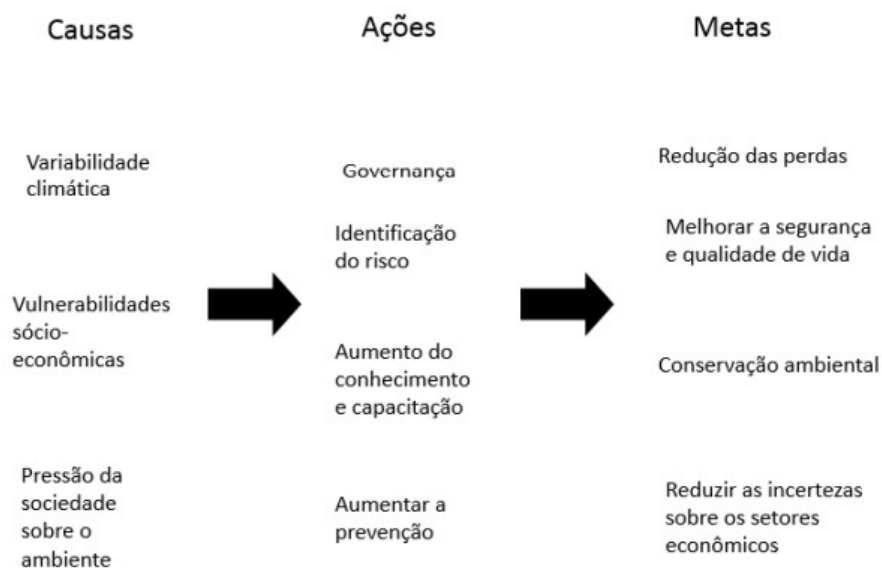 Causas
Ações
Metas
Variabilidade
climática
Vulnerabilidades
sócio-
econômicas
Pressão da
sociedade
sobre o
ambiente
Governança
Identificação
do risco
Aumento do
conhecimento
e capacitação
Aumentar a
prevenção
Redução das perdas
Melhorar a segurança
e qualidade de vida
Conservação ambiental
Reduzir as incertezas
sobre os setores
econômicos